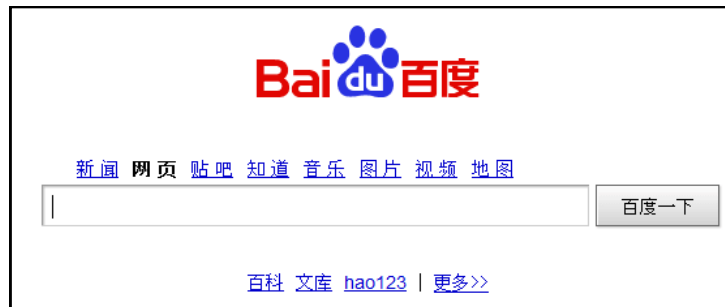 Bai du 百度
新闻 网页 贴吧 知道 音乐 图片 视频 地图
百度一下
百科 文库 hao123 | 更多>>